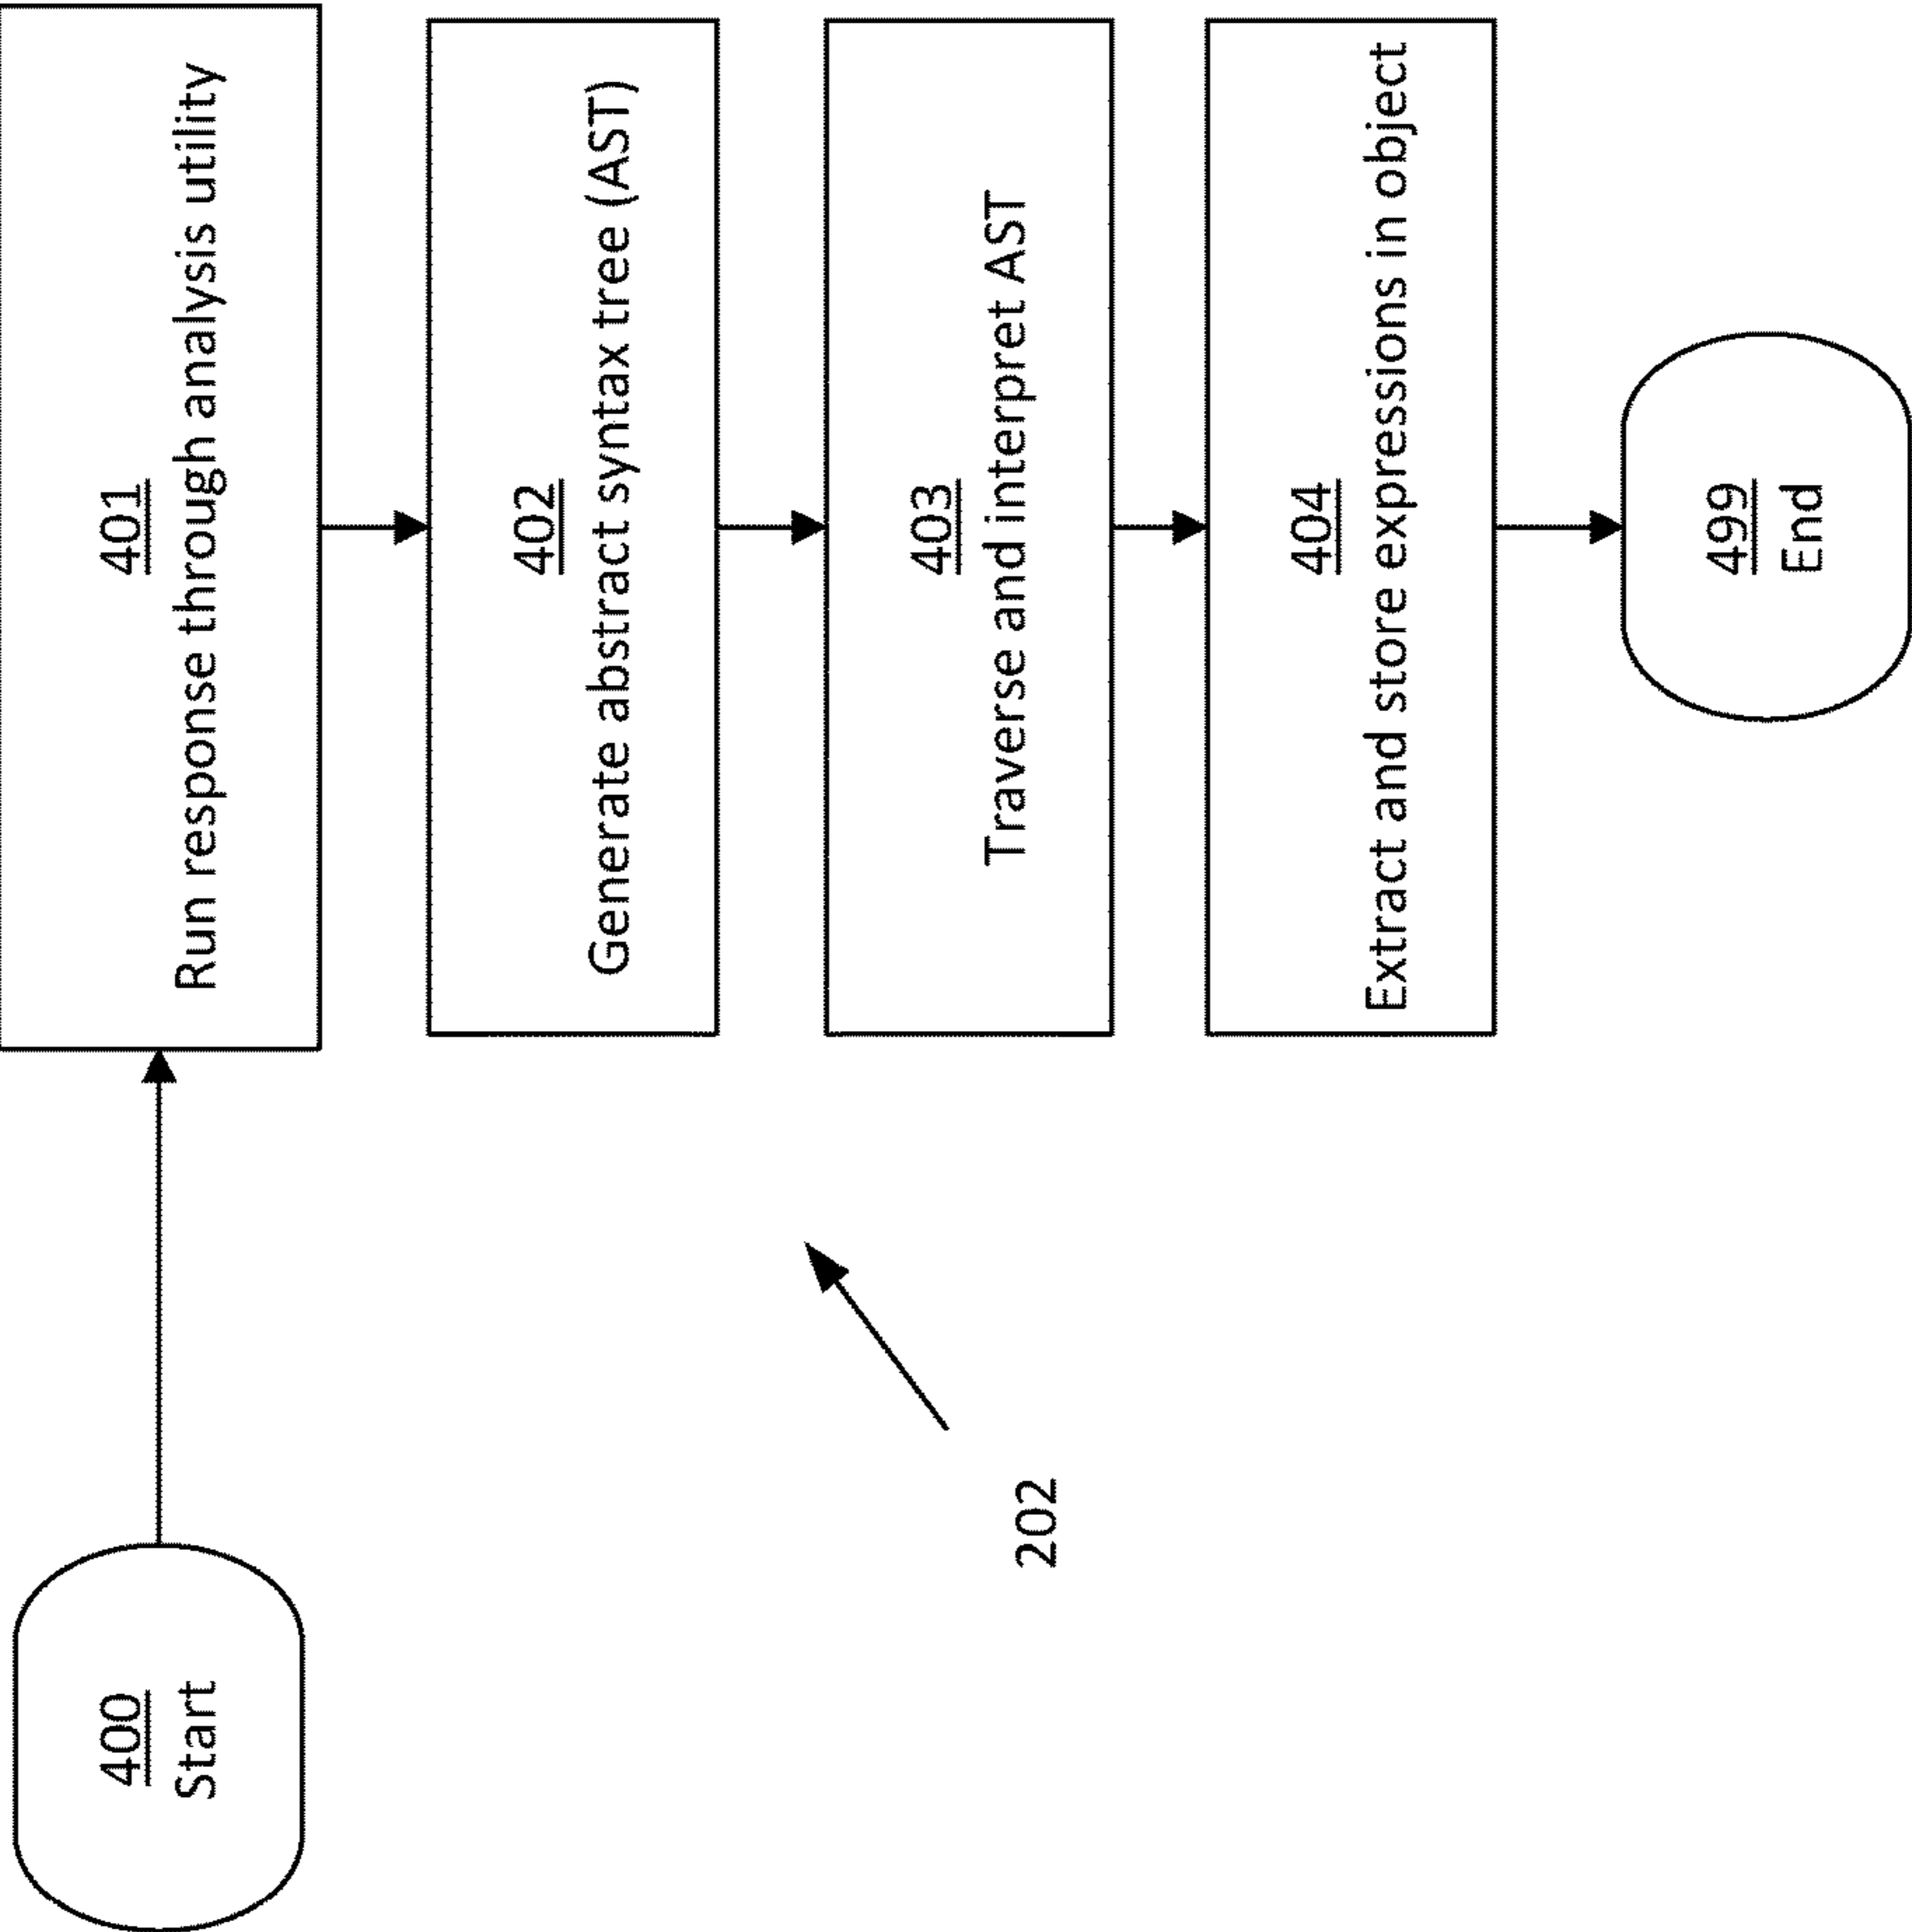 400
Start
401
Run response through analysis utility
402
Generate abstract syntax tree (AST)
403
Traverse and interpret AST
404
Extract and store expressions in object
499
End
202